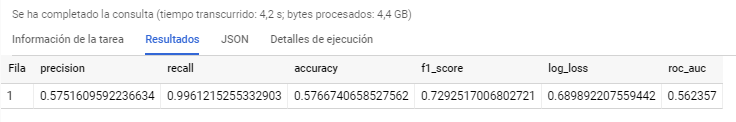 Se ha completado la consulta (tiempo transcurrido: 4,2 s; bytes procesados: 4,4 GB)
Información de la tarea Resultados JSON Detalles de ejecución
Fila precision recall accuracy f1_score log_loss roc_auc
1 0.5751609592236634 0.9961215255332903 0.5766740658527562 0.7292517006802721 0.689892207559442 0.562357